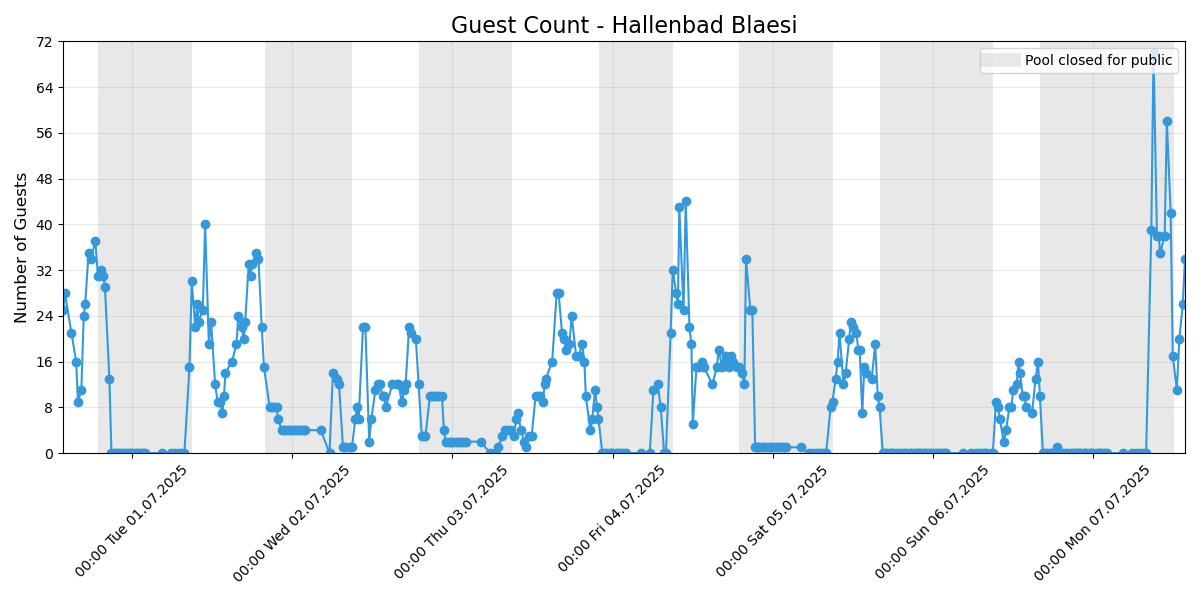 Guest Count - Hallenbad Blaesi
Pool closed for public
Number of Guests
72
64
56
48
40
32
24
16
8
0
00:00 Tue 01.07.2025
00:00 Wed 02.07.2025
00:00 Thu 03.07.2025
00:00 Fri 04.07.2025
00:00 Sat 05.07.2025
00:00 Sun 06.07.2025
00:00 Mon 07.07.2025